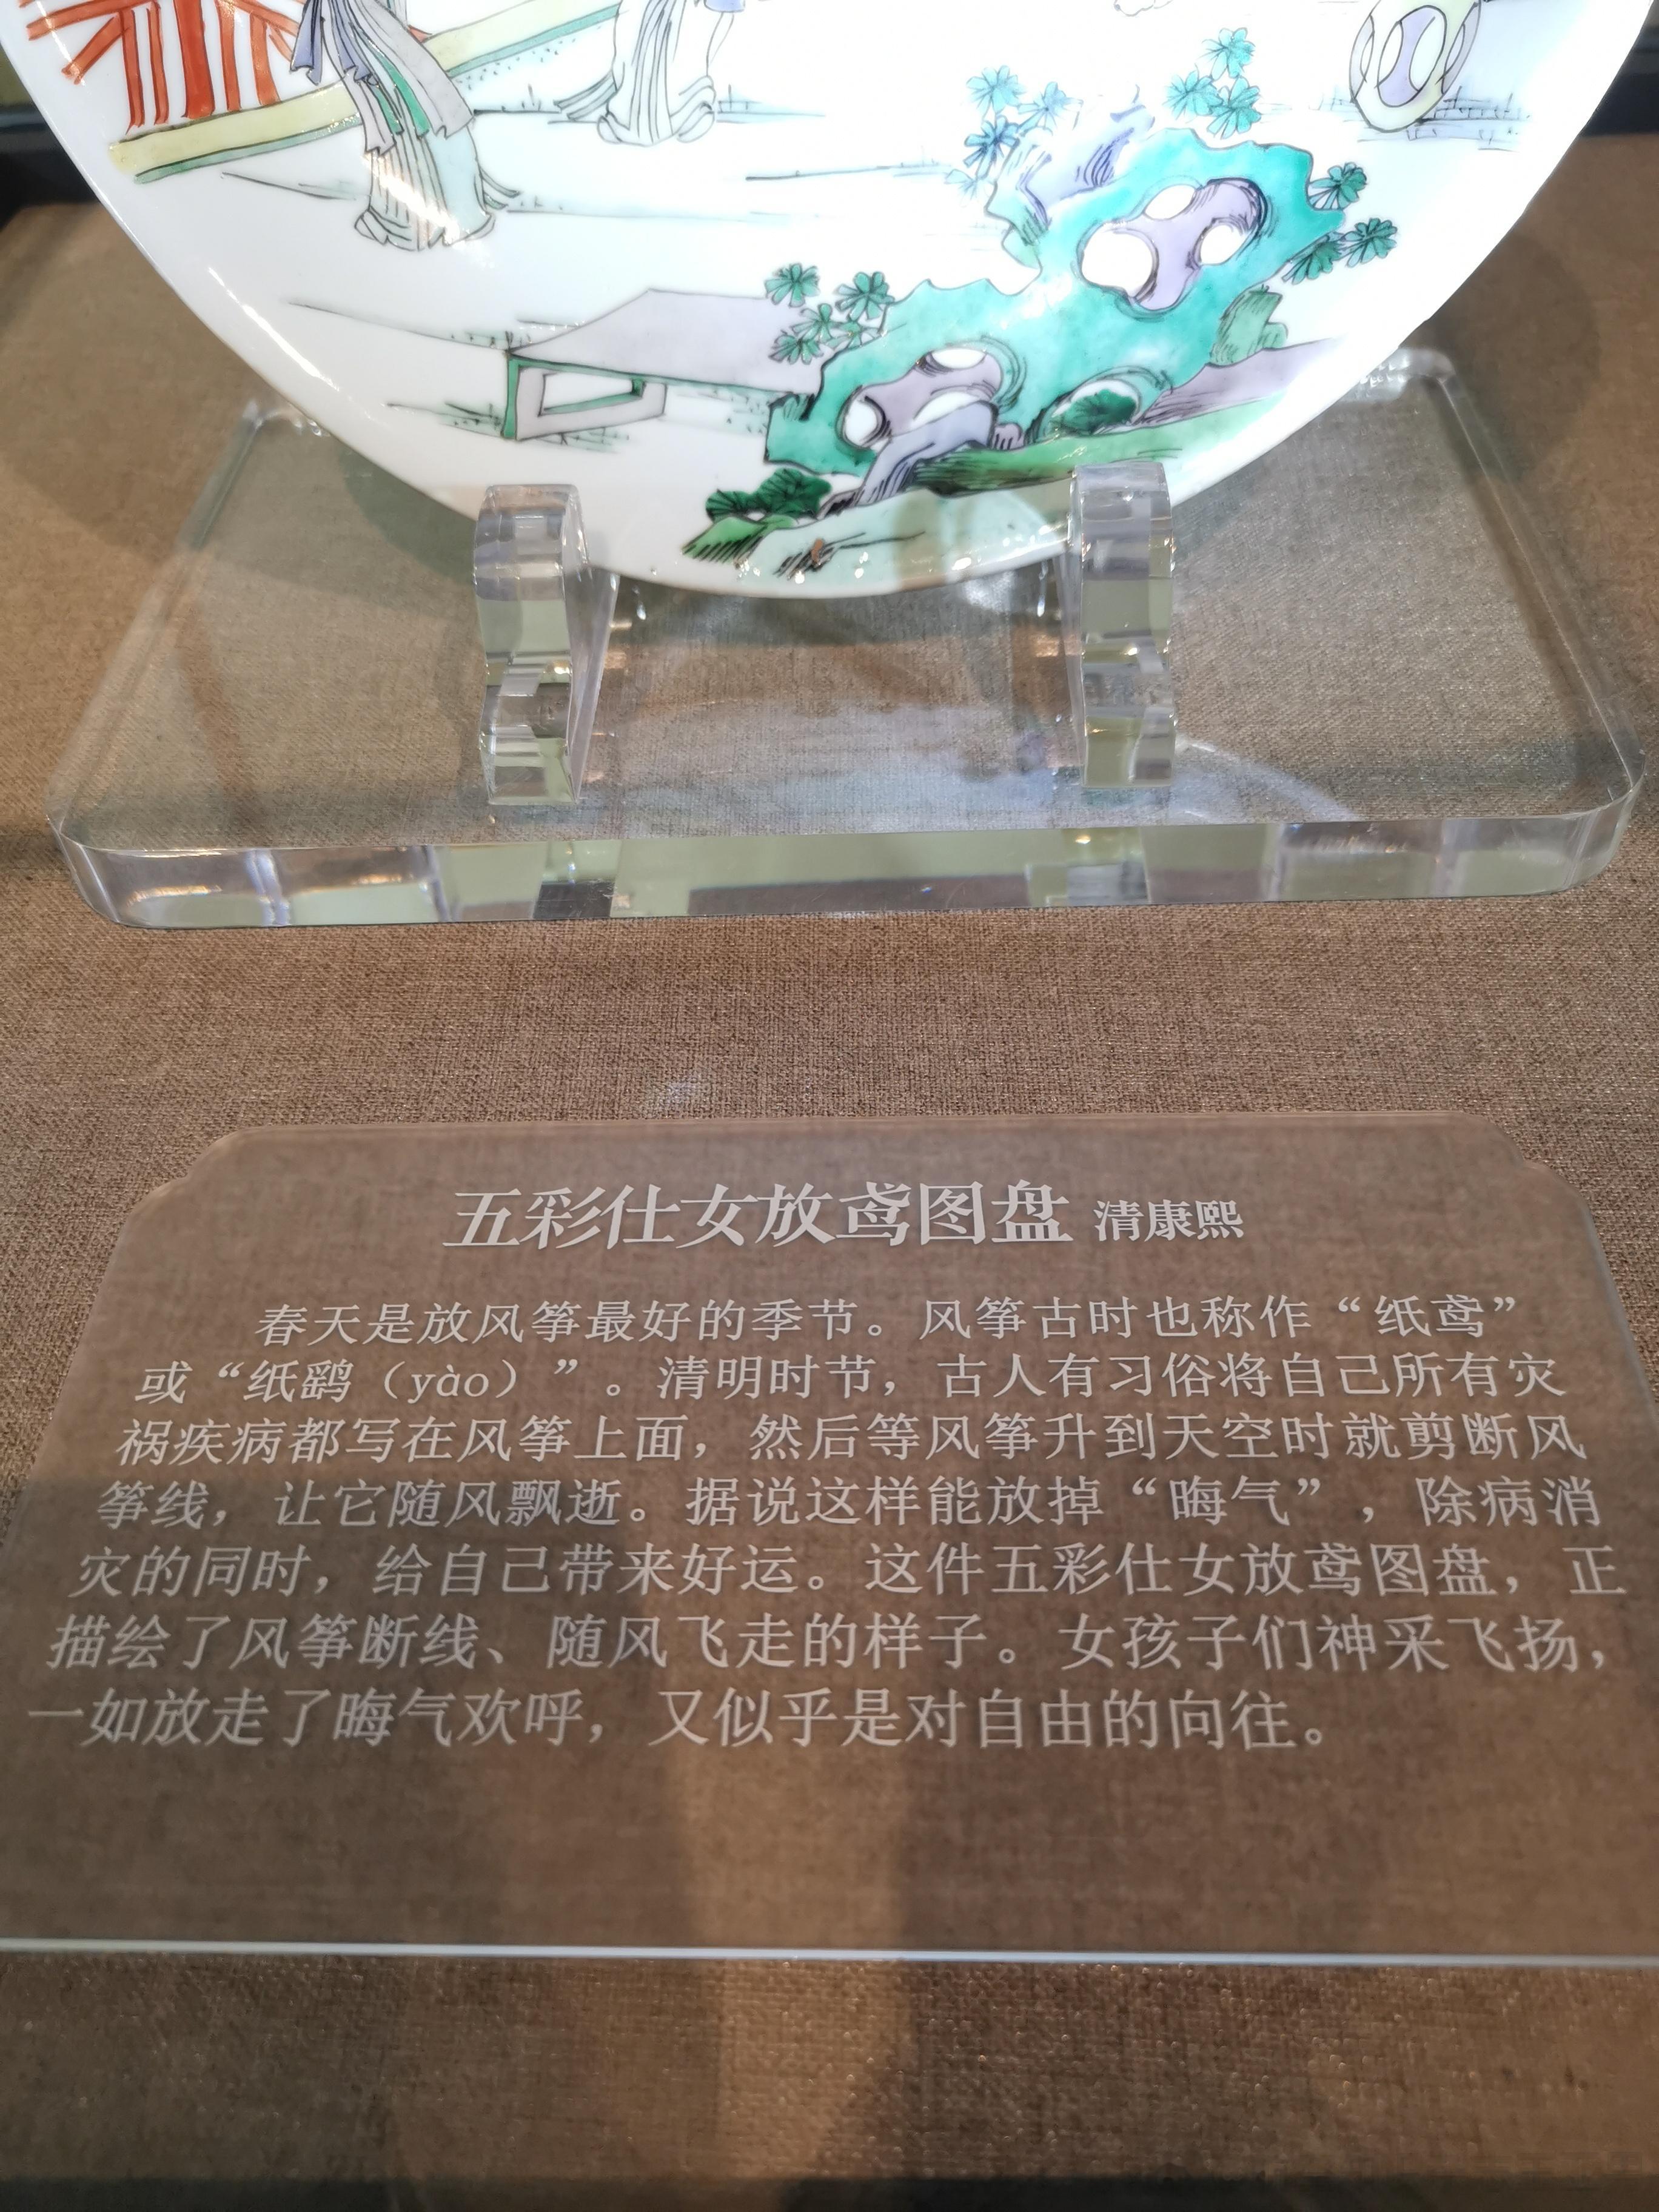 五彩仕女放鸢图盘 清康熙
春天是放风筝最好的季节。风筝古时也称作“纸鸢”
或“纸鹞（yào）”。清明时节，古人有习俗将自己所有灾
祸疾病都写在风筝上面，然后等风筝升到天空时就剪断风
筝线，让它随风飘逝。据说这样能放掉“晦气”，除病消
灾的同时，给自己带来好运。这件五彩仕女放鸢图盘，正
描绘了风筝断线、随风飞走的样子。女孩子们神采飞扬，
一如放走了晦气欢呼，又似乎是对自由的向往。